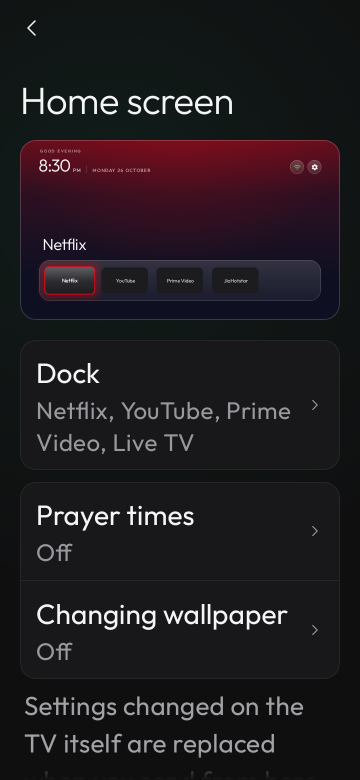 Home screen
GOOD EVENING
8:30 PM | MONDAY 26 OCTOBER
Netflix
Netflix YouTube Prime Video JioHotstar
Dock
Netflix, YouTube, Prime
Video, Live TV
Prayer times
Off
Changing wallpaper
Off
Settings changed on the
TV itself are replaced